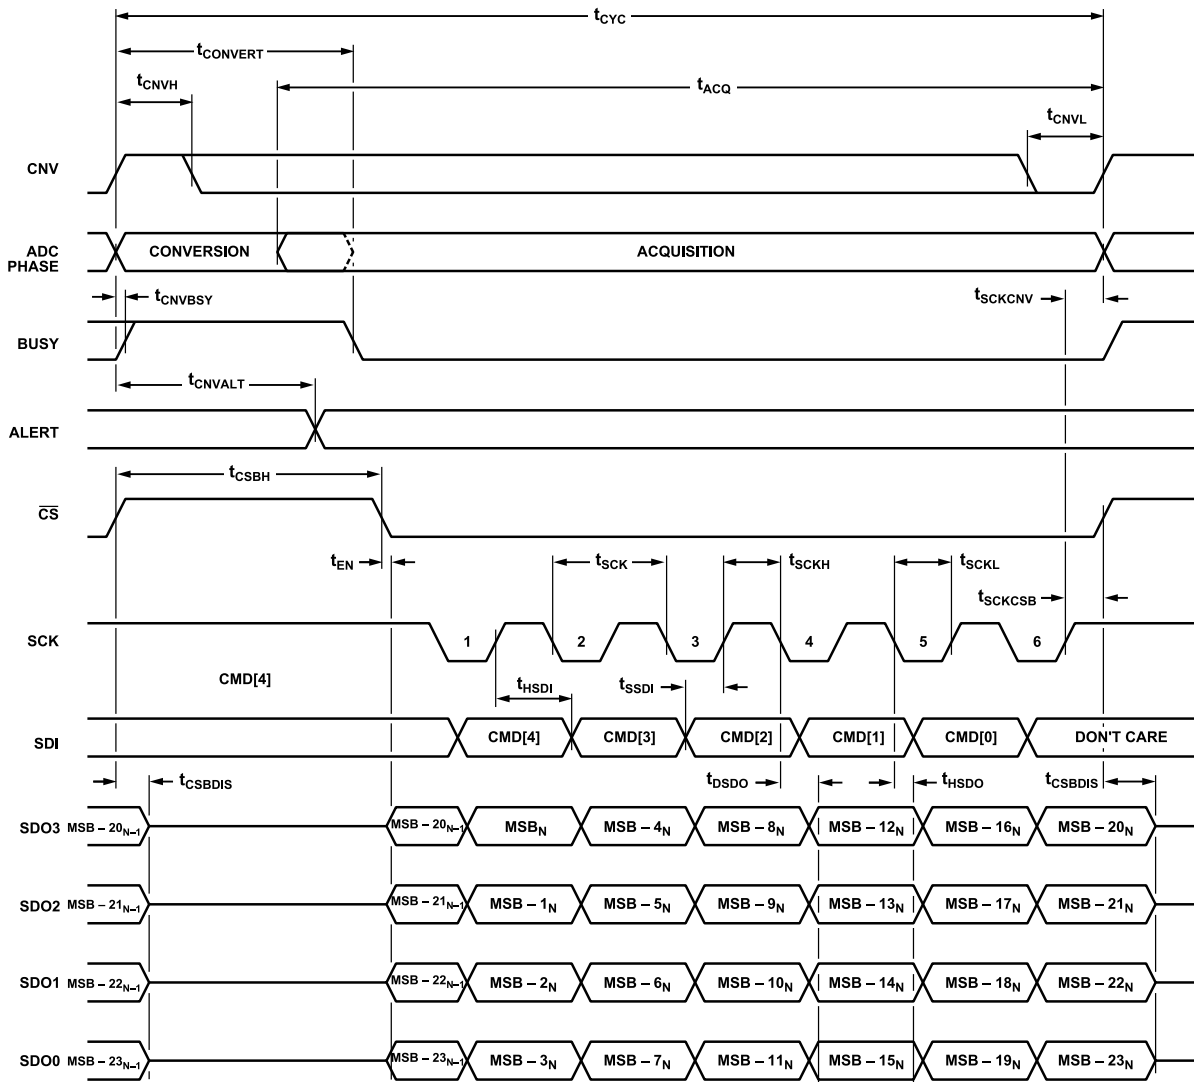 tCYC
tCONVERT
tCNVH
tACQ
tCNVL
CNV
ADC PHASE CONVERSION ACQUISITION
tCNVBSY tSCKCNV
BUSY
tCNVALT
ALERT
tCSBH
CS
tEN tSCK tSCKH tSCKL
tSCKCSB
SCK 1 2 3 4 5 6
CMD[4]
tHSDI tSSDI
SDI CMD[4] CMD[3] CMD[2] CMD[1] CMD[0] DON'T CARE
tCSBDIS tDSDO tHSDO tCSBDIS
SDO3 MSB – 20N–1 MSB – 20N–1 MSBN MSB – 4N MSB – 8N MSB – 12N MSB – 16N MSB – 20N
SDO2 MSB – 21N–1 MSB – 21N–1 MSB – 1N MSB – 5N MSB – 9N MSB – 13N MSB – 17N MSB – 21N
SDO1 MSB – 22N–1 MSB – 22N–1 MSB – 2N MSB – 6N MSB – 10N MSB – 14N MSB – 18N MSB – 22N
SDO0 MSB – 23N–1 MSB – 23N–1 MSB – 3N MSB – 7N MSB – 11N MSB – 15N MSB – 19N MSB – 23N